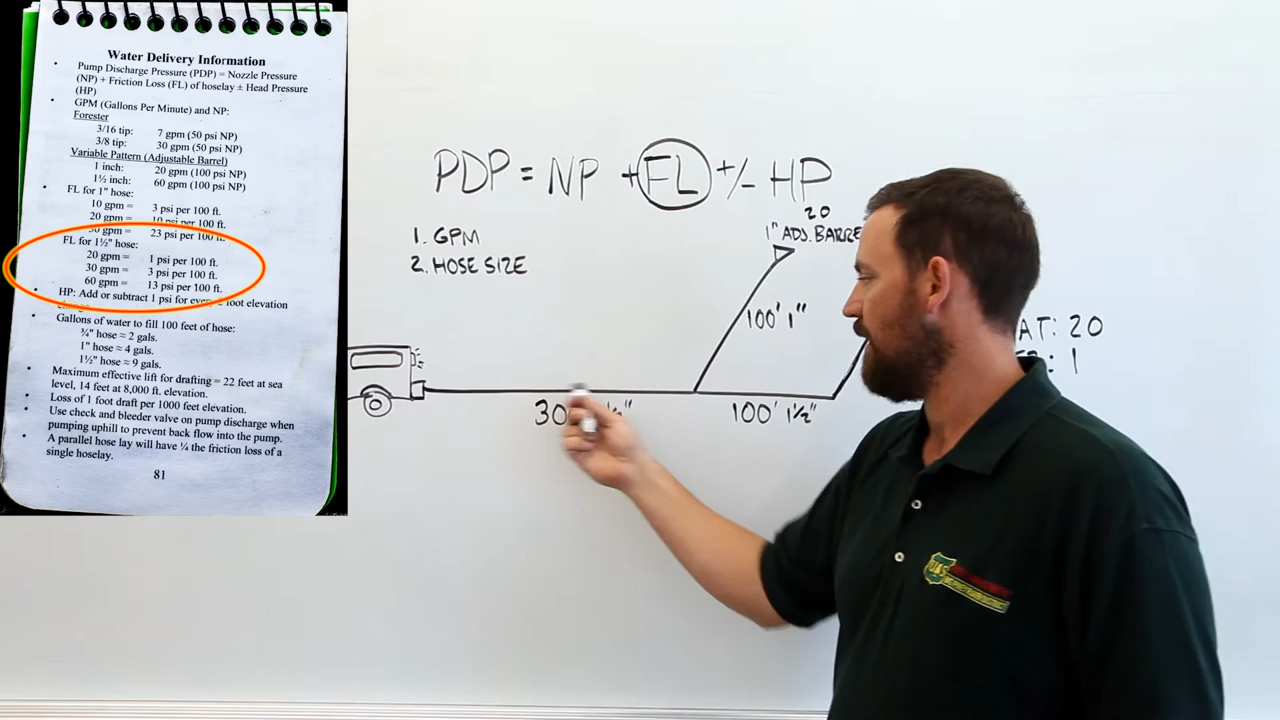 Water Delivery Information
• Pump Discharge Pressure (PDP) = Nozzle Pressure
(NP) + Friction Loss (FL) of hoselay ± Head Pressure
(HP)
• GPM (Gallons Per Minute) and NP:
Forester
3/16 tip: 7 gpm (50 psi NP)
3/8 tip: 30 gpm (50 psi NP)
Variable Pattern (Adjustable Barrel)
1 inch: 20 gpm (100 psi NP)
1½ inch: 60 gpm (100 psi NP)
• FL for 1" hose:
10 gpm = 3 psi per 100 ft.
20 gpm = 10 psi per 100 ft.
30 gpm = 23 psi per 100 ft.
FL for 1½" hose:
20 gpm = 1 psi per 100 ft.
30 gpm = 3 psi per 100 ft.
60 gpm = 13 psi per 100 ft.
• HP: Add or subtract 1 psi for every foot elevation
• Gallons of water to fill 100 feet of hose:
¾" hose ≈ 2 gals.
1" hose ≈ 4 gals.
1½" hose ≈ 9 gals.
• Maximum effective lift for drafting = 22 feet at sea
level, 14 feet at 8,000 ft. elevation.
• Loss of 1 foot draft per 1000 feet elevation.
• Use check and bleeder valve on pump discharge when
pumping uphill to prevent back flow into the pump.
• A parallel hose lay will have ¼ the friction loss of a
single hoselay.
81
PDP = NP + FL +/- HP
1. GPM
2. HOSE SIZE
20
1" ADJ. BARRE
100' 1"
30 ½"
100' 1½"
AT: 20
: 1
UAS